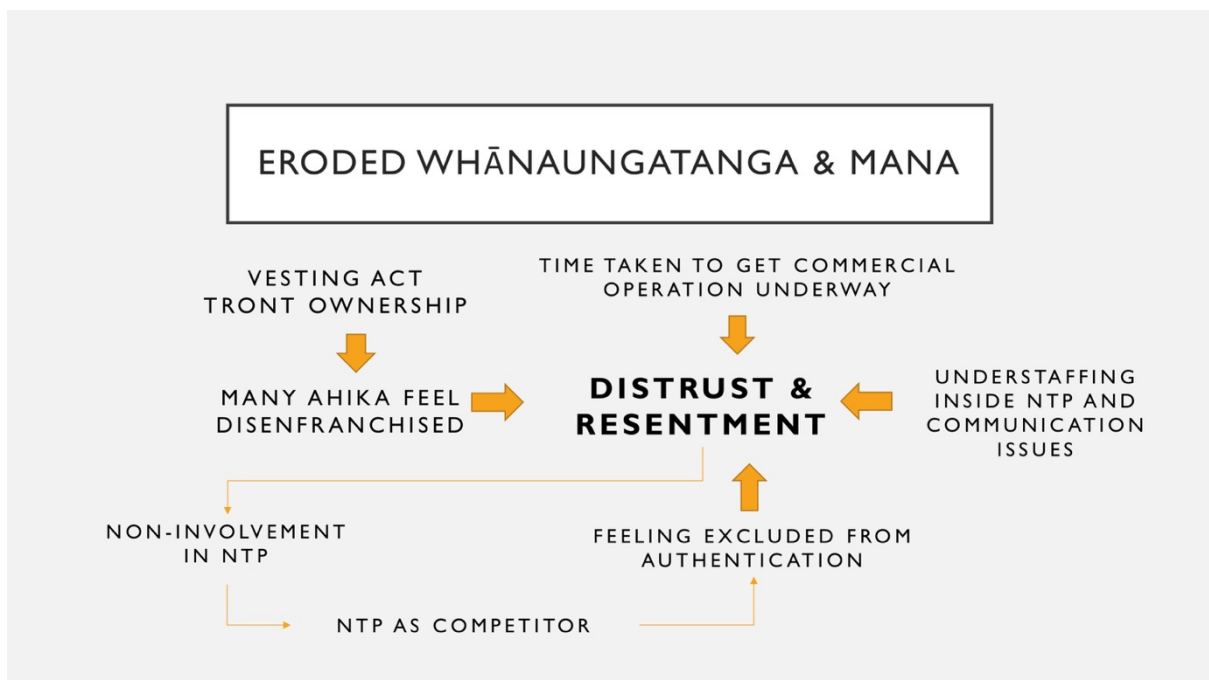 ERODED WHĀNAUNGATANGA & MANA
VESTING ACT
TRONT OWNERSHIP
TIME TAKEN TO GET COMMERCIAL
OPERATION UNDERWAY
MANY AHIKA FEEL
DISENFRANCHISED
DISTRUST &
RESENTMENT
UNDERSTAFFING
INSIDE NTP AND
COMMUNICATION
ISSUES
NON-INVOLVEMENT
IN NTP
FEELING EXCLUDED FROM
AUTHENTICATION
NTP AS COMPETITOR